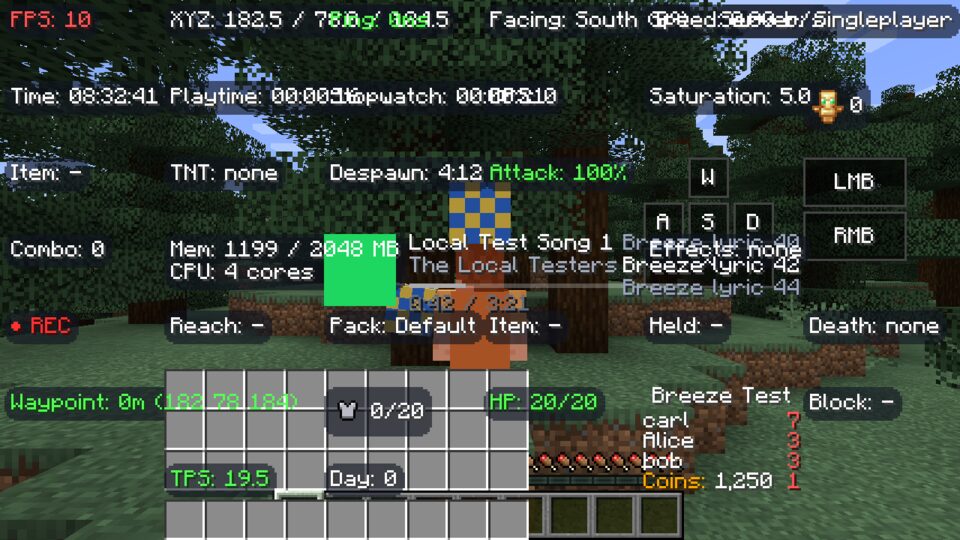 FPS: 10
XYZ: 182.5 /
Facing: South
Singleplayer
Time: 08:32:41
Playtime: 00:00
Stopwatch: 00:00
Saturation: 5.0
0
Item: -
TNT: none
Despawn: 4:12
Attack: 100%
W
LMB
A S D
RMB
Combo: 0
Mem: 1199 / 2048 MB
CPU: 4 cores
Local Test Song 1
The Local Testers
0:42 / 3:21
Breeze lyric 40
Effects: none
Breeze lyric 42
Breeze lyric 44
● REC
Reach: -
Pack: Default
Item: -
Held: -
Death: none
Waypoint: 0m (182 78 184)
0/20
HP: 20/20
Breeze Test
carl 7
Alice 3
bob 3
Coins: 1,250 1
Block: -
TPS: 19.5
Day: 0